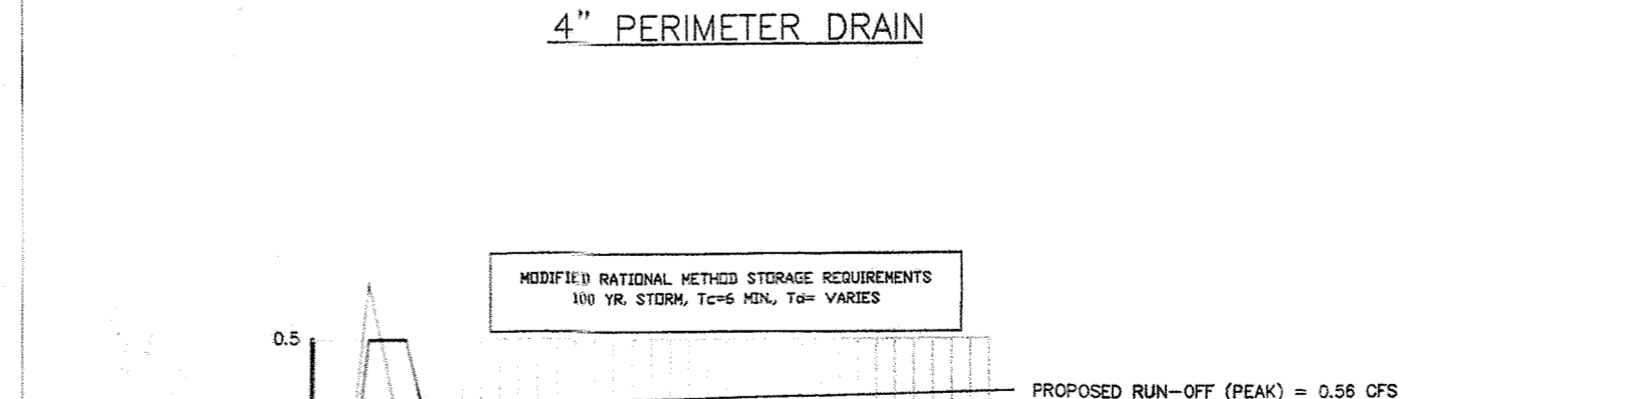 4" PERIMETER DRAIN
MODIFIED RATIONAL METHOD STORAGE REQUIREMENTS
100 YR. STORM, Tc=6 MIN., Td= VARIES
0.5
PROPOSED RUN-OFF (PEAK) = 0.56 CFS